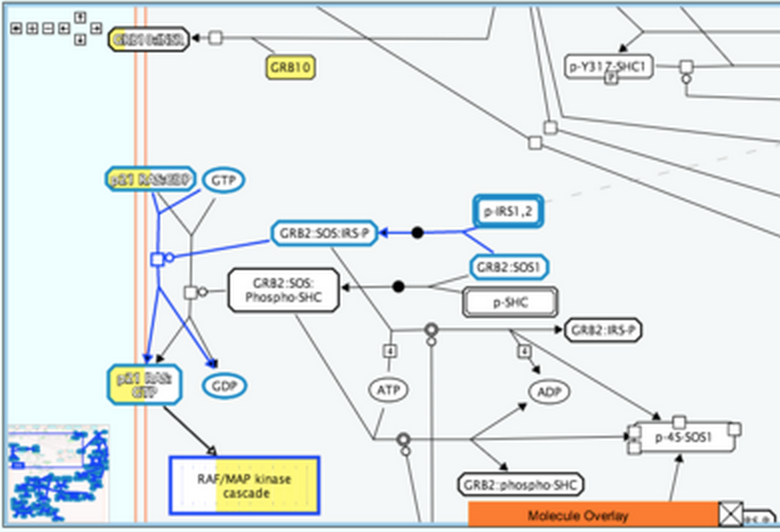 GRB10:INSR
GRB10
p-Y317-SHC1
?
p21 RAS:GDP
GTP
p-IRS1,2
GRB2:SOS:IRS-P
GRB2:SOS1
GRB2:SOS:
Phospho-SHC
p-SHC
GRB2:IRS-P
4
4
p21 RAS:
GTP
GDP
ATP
ADP
p-4S-SOS1
RAF/MAP kinase
cascade
GRB2:phospho-SHC
Molecule Overlay